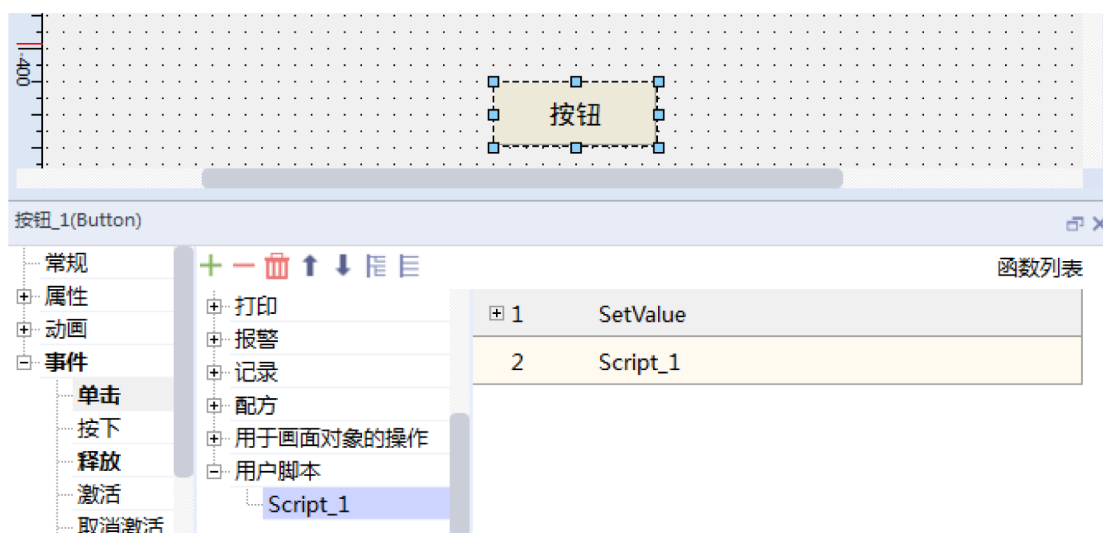 -400
按钮
按钮_1(Button)
常规
属性
动画
事件
单击
按下
释放
激活
取消激活
打印
报警
记录
配方
用于画面对象的操作
用户脚本
Script_1
函数列表
1 SetValue
2 Script_1